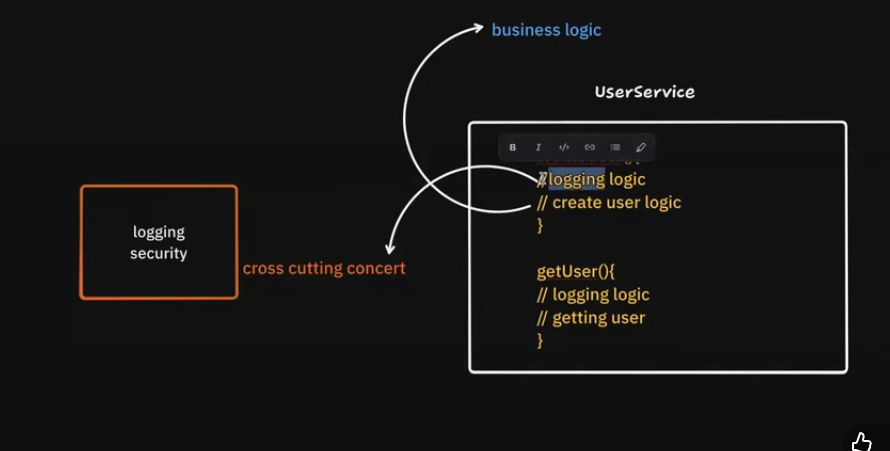 business logic
UserService
B I </>
//logging logic
// create user logic
}
logging
security
cross cutting concert
getUser(){
// logging logic
// getting user
}